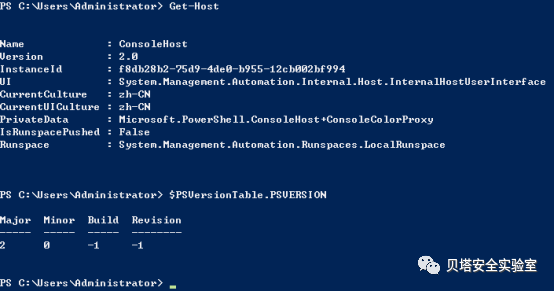 PS C:\Users\Administrator> Get-Host
Name : ConsoleHost
Version : 2.0
InstanceId : f8db28b2-75d9-4de0-b955-12cb002bf994
UI : System.Management.Automation.Internal.Host.InternalHostUserInterface
CurrentCulture : zh-CN
CurrentUICulture : zh-CN
PrivateData : Microsoft.PowerShell.ConsoleHost+ConsoleColorProxy
IsRunspacePushed : False
Runspace : System.Management.Automation.Runspaces.LocalRunspace
PS C:\Users\Administrator> $PSVersionTable.PSVERSION
Major Minor Build Revision
----- ----- ----- --------
2 0 -1 -1
PS C:\Users\Administrator> _
贝塔安全实验室